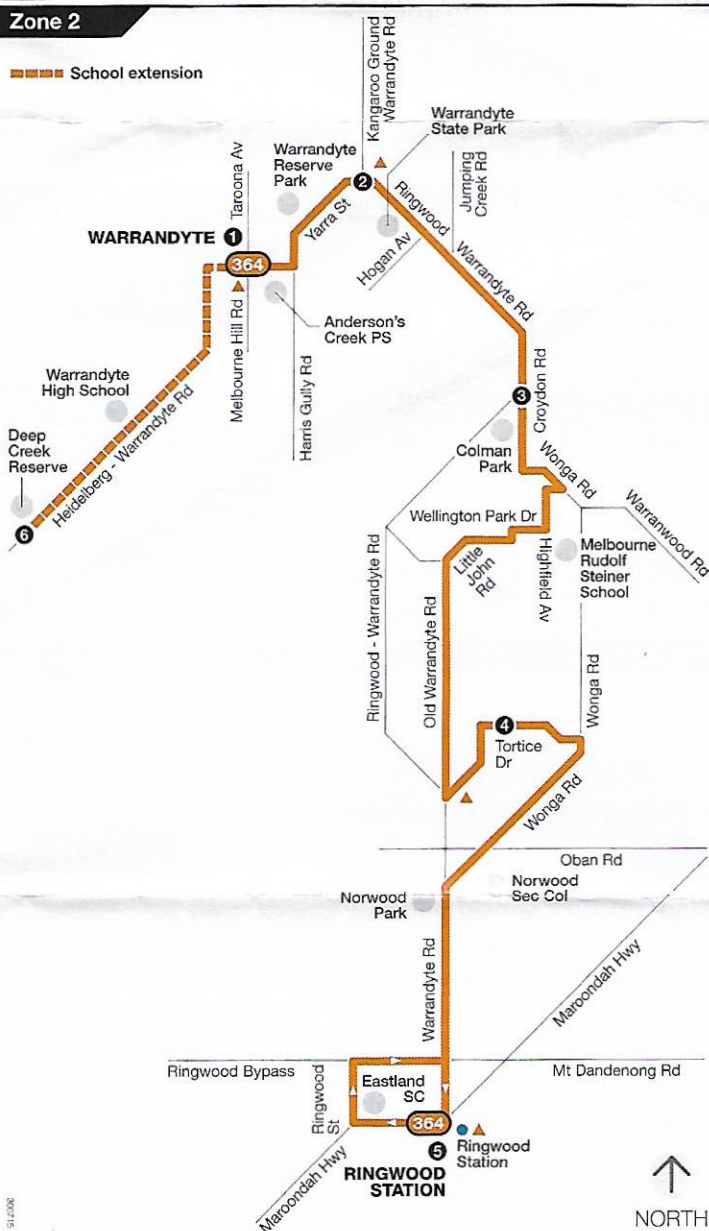 Zone 2
School extension
Kangaroo Ground
Warrandyte Rd
Warrandyte
State Park
Warrandyte
Reserve
Park
Taroona Av
Jumping
Creek Rd
2
Yarra St
Ringwood
Warrandyte Rd
WARRANDYTE 1
364
Hogan Av
Anderson's
Creek PS
Melbourne Hill Rd
Harris Gully Rd
Croydon Rd
3
Warrandyte
High School
Heidelberg - Warrandyte Rd
Deep
Creek
Reserve
6
Colman
Park
Wonga Rd
Warranwood Rd
Wellington Park Dr
Little
John
Rd
Highfield Av
Melbourne
Rudolf
Steiner
School
Ringwood - Warrandyte Rd
Old Warrandyte Rd
Wonga Rd
4
Tortice
Dr
Wonga Rd
Oban Rd
Norwood
Sec Col
Norwood
Park
Warrandyte Rd
Maroondah Hwy
Ringwood Bypass
Mt Dandenong Rd
Ringwood
St
Eastland
SC
364
5
RINGWOOD
STATION
Ringwood
Station
Maroondah Hwy
NORTH